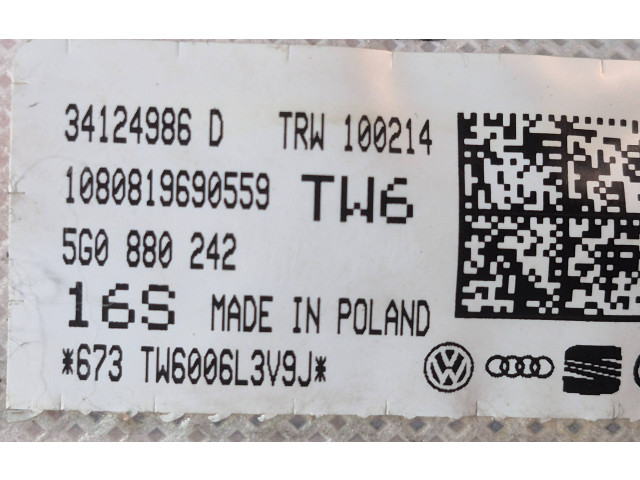 34124986 D TRW 100214
1080819690559 TW6
5G0 880 242
16S MADE IN POLAND
*673 TW6006L3V9J*